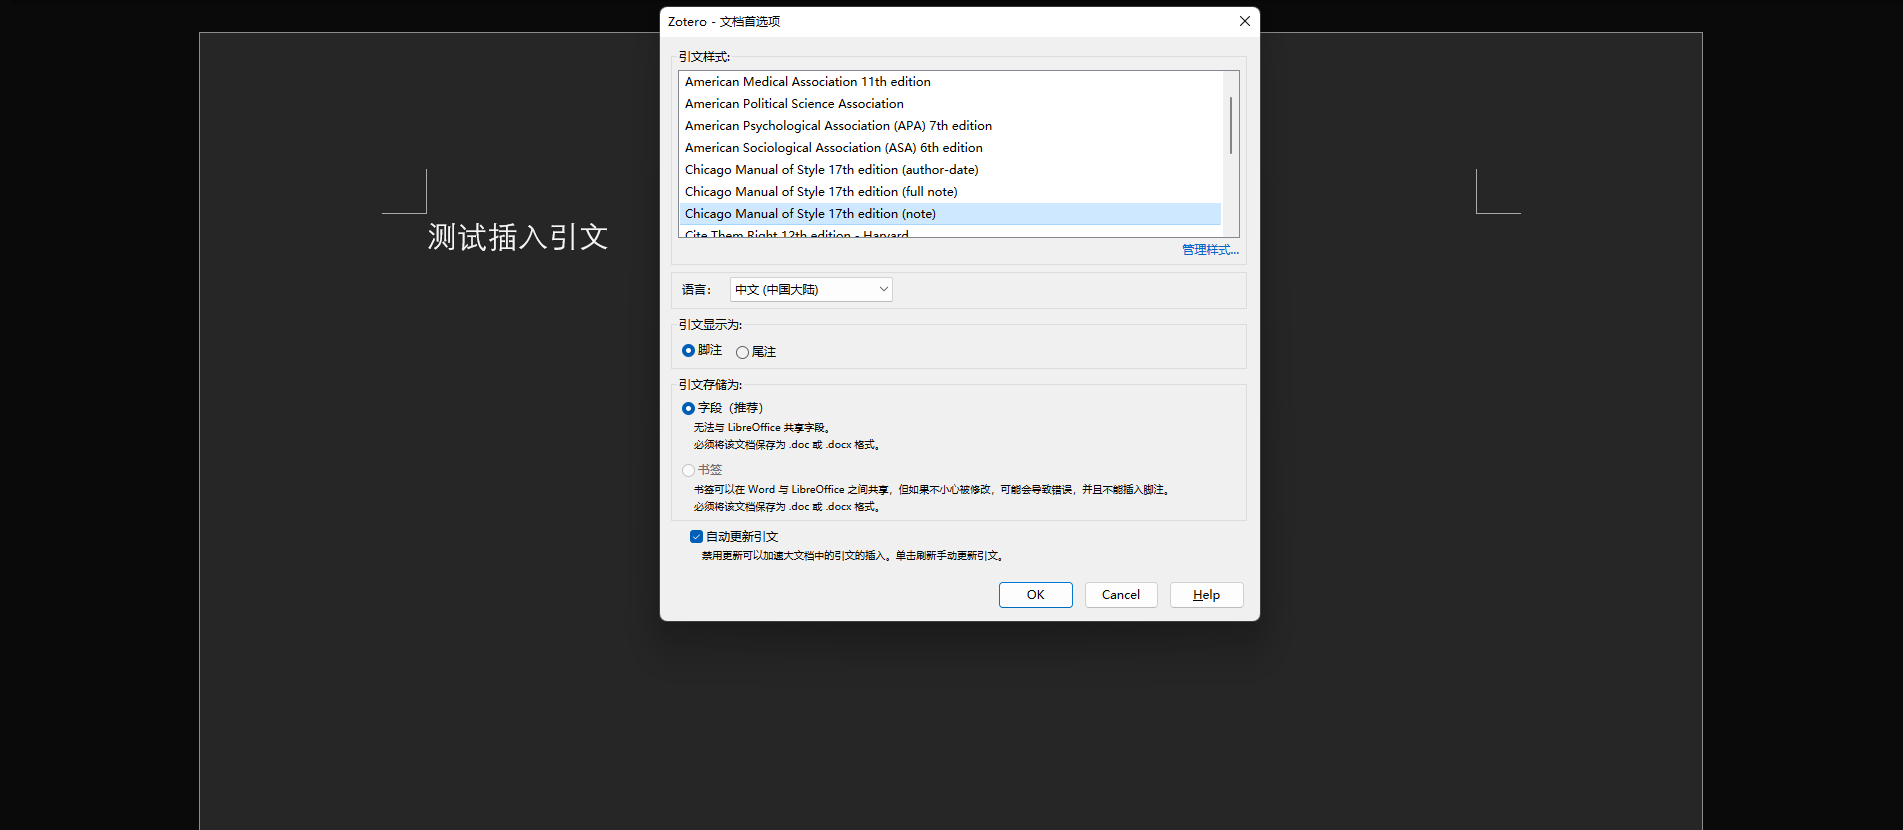 Zotero - 文档首选项
引文样式:
American Medical Association 11th edition
American Political Science Association
American Psychological Association (APA) 7th edition
American Sociological Association (ASA) 6th edition
Chicago Manual of Style 17th edition (author-date)
Chicago Manual of Style 17th edition (full note)
Chicago Manual of Style 17th edition (note)
Cite Them Right 12th edition - Harvard
管理样式...
测试插入引文
语言： 中文 (中国大陆)
引文显示为:
脚注 尾注
引文存储为:
字段（推荐）
无法与 LibreOffice 共享字段。
必须将该文档保存为 .doc 或 .docx 格式。
书签
书签可以在 Word 与 LibreOffice 之间共享，但如果不小心被修改，可能会导致错误，并且不能插入脚注。
必须将该文档保存为 .doc 或 .docx 格式。
自动更新引文
禁用更新可以加速大文档中的引文的插入。单击刷新手动更新引文。
OK Cancel Help